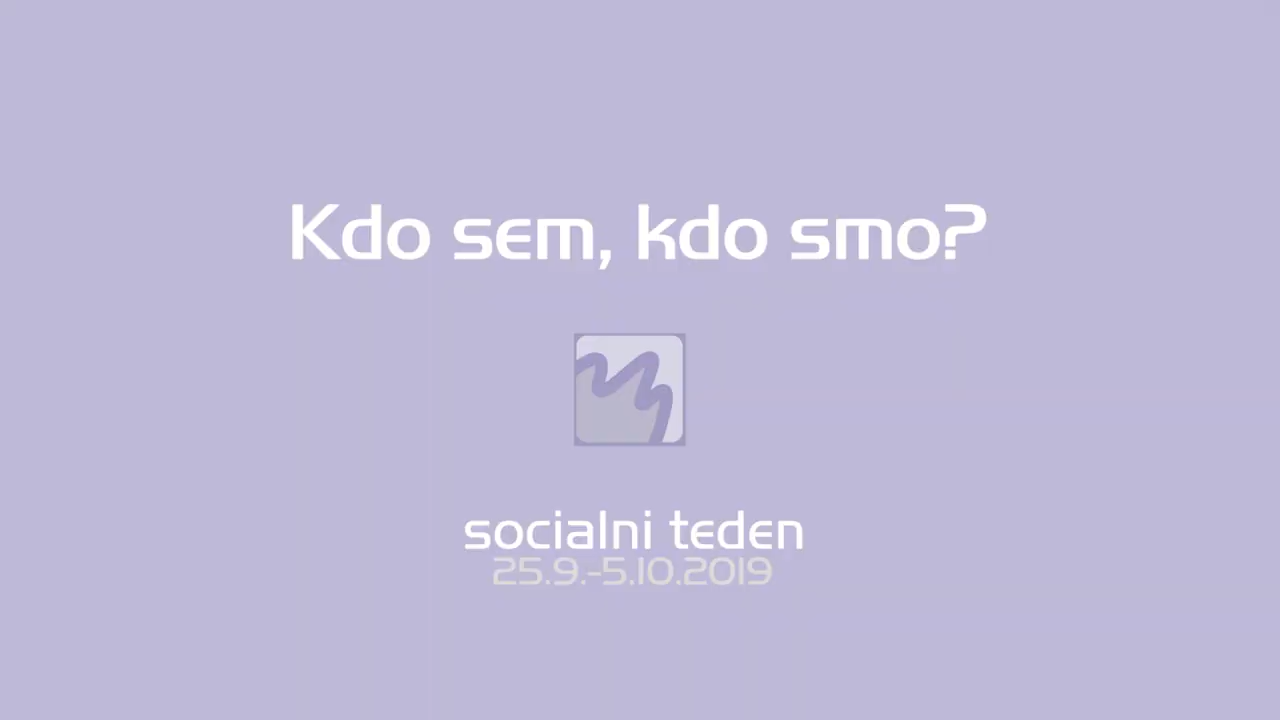 Kdo sem, kdo smo?
socialni teden
25.9.-5.10.2019